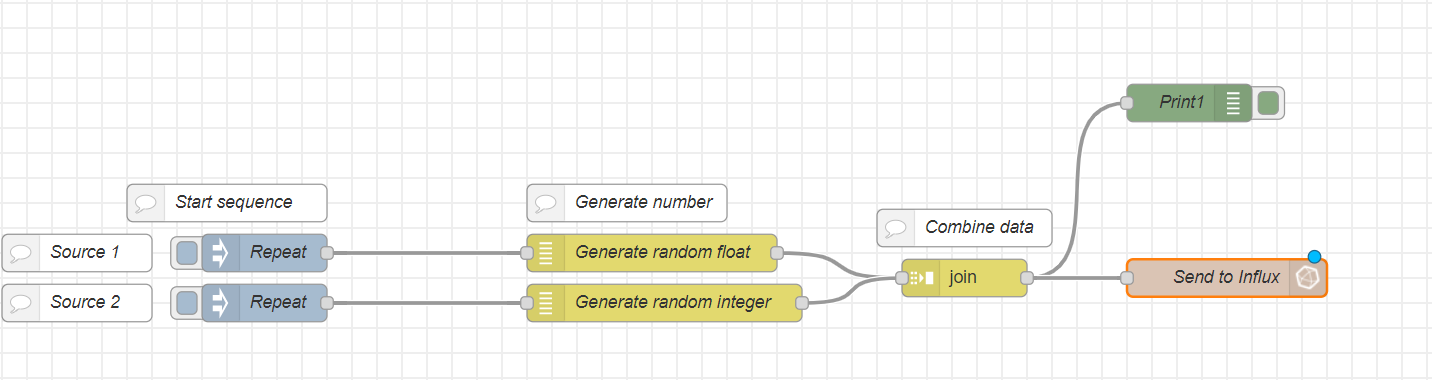 Print1
Start sequence
Generate number
Combine data
Source 1
Repeat
Generate random float
join
Send to Influx
Source 2
Repeat
Generate random integer